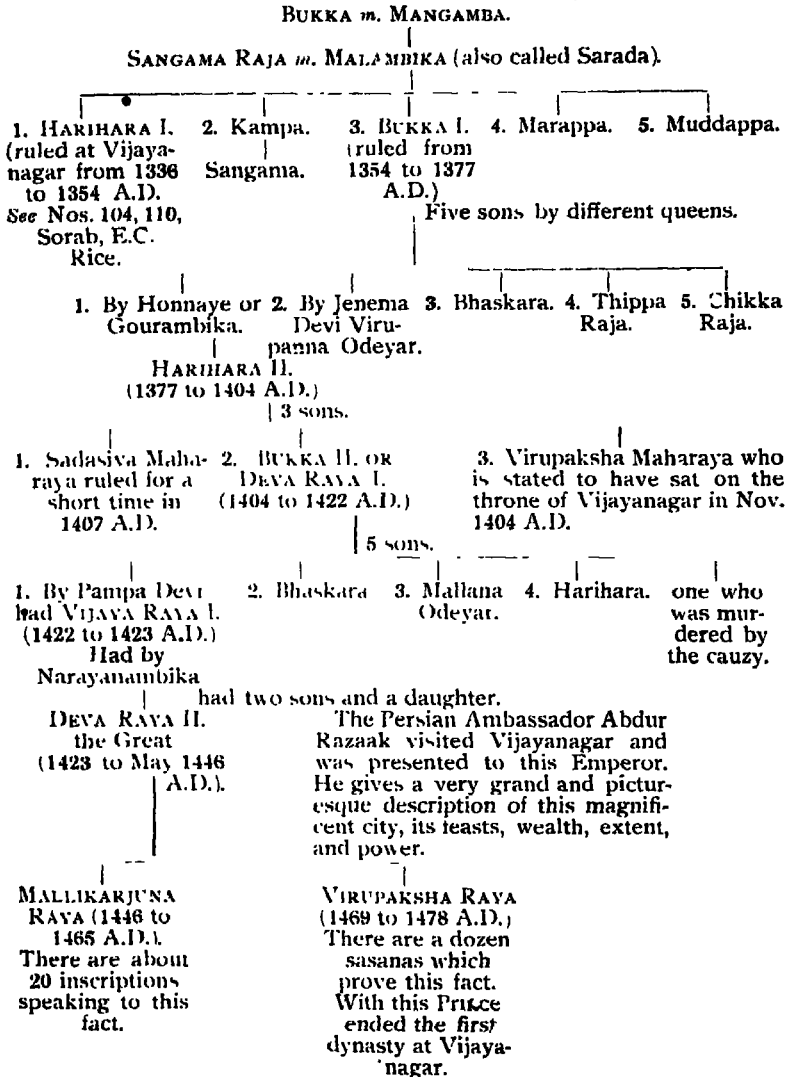 BUKKA m. MANGAMBA.
SANGAMA RAJA m. MALAMBIKA (also called Sarada).
1. HARIHARA I. 2. Kampa. 3. BUKKA I. 4. Marappa. 5. Muddappa.
(ruled at Vijaya- (ruled from
nagar from 1336 Sangama. 1354 to 1377
to 1354 A.D. A.D.)
See Nos. 104, 110, Five sons by different queens.
Sorab, E.C.
Rice.
1. By Honnaye or 2. By Jenema 3. Bhaskara. 4. Thippa 5. Chikka
Gourambika. Devi Viru- Raja. Raja.
panna Odeyar.
HARIHARA II.
(1377 to 1404 A.D.)
3 sons.
1. Sadasiva Maha- 2. BUKKA II. OR 3. Virupaksha Maharaya who
raya ruled for a DEVA RAYA I. is stated to have sat on the
short time in (1404 to 1422 A.D.) throne of Vijayanagar in Nov.
1407 A.D. 1404 A.D.
5 sons.
1. By Pampa Devi 2. Bhaskara 3. Mallana 4. Harihara. one who
had VIJAYA RAYA I. Odeyar. was mur-
(1422 to 1423 A.D.) dered by
Had by the cauzy.
Narayanambika
had two sons and a daughter.
DEVA RAYA II. The Persian Ambassador Abdur
the Great Razaak visited Vijayanagar and
(1423 to May 1446 was presented to this Emperor.
A.D.). He gives a very grand and pictur-
esque description of this magnifi-
cent city, its feasts, wealth, extent,
and power.
MALLIKARJUNA VIRUPAKSHA RAYA
RAYA (1446 to (1469 to 1478 A.D.)
1465 A.D.). There are a dozen
There are about sasanas which
20 inscriptions prove this fact.
speaking to this With this Prince
fact. ended the first
dynasty at Vijaya-
nagar.